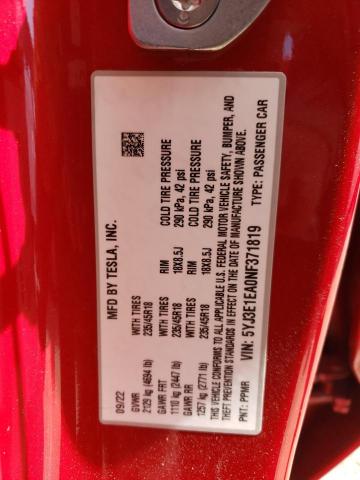 MFD BY TESLA, INC.
09/22
GVWR WITH TIRES RIM COLD TIRE PRESSURE
2129 kg (4694 lb) 235/45R18 18X8.5J 290 kPa, 42 psi
GAWR FRT WITH TIRES RIM COLD TIRE PRESSURE
1110 kg (2447 lb) 235/45R18 18X8.5J 290 kPa, 42 psi
GAWR RR
1257 kg (2771 lb) 235/45R18
THIS VEHICLE CONFORMS TO ALL APPLICABLE U.S. FEDERAL MOTOR VEHICLE SAFETY, BUMPER, AND
THEFT PREVENTION STANDARDS IN EFFECT ON THE DATE OF MANUFACTURE SHOWN ABOVE.
VIN: 5YJ3E1EA0NF371819
PNT: PPMR TYPE: PASSENGER CAR